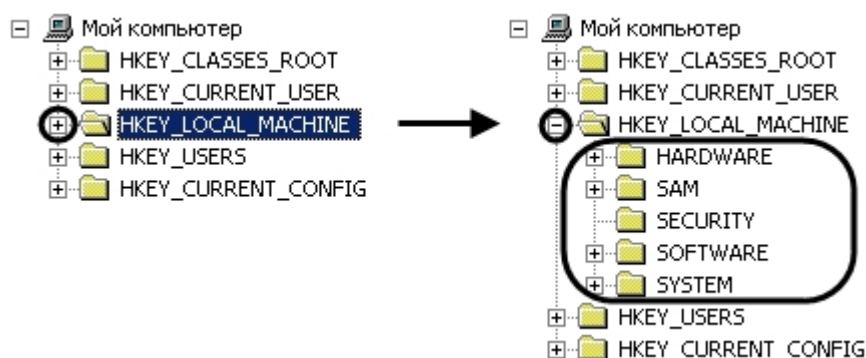 Мой компьютер
HKEY_CLASSES_ROOT
HKEY_CURRENT_USER
HKEY_LOCAL_MACHINE
HKEY_USERS
HKEY_CURRENT_CONFIG
Мой компьютер
HKEY_CLASSES_ROOT
HKEY_CURRENT_USER
HKEY_LOCAL_MACHINE
HARDWARE
SAM
SECURITY
SOFTWARE
SYSTEM
HKEY_USERS
HKEY_CURRENT_CONFIG